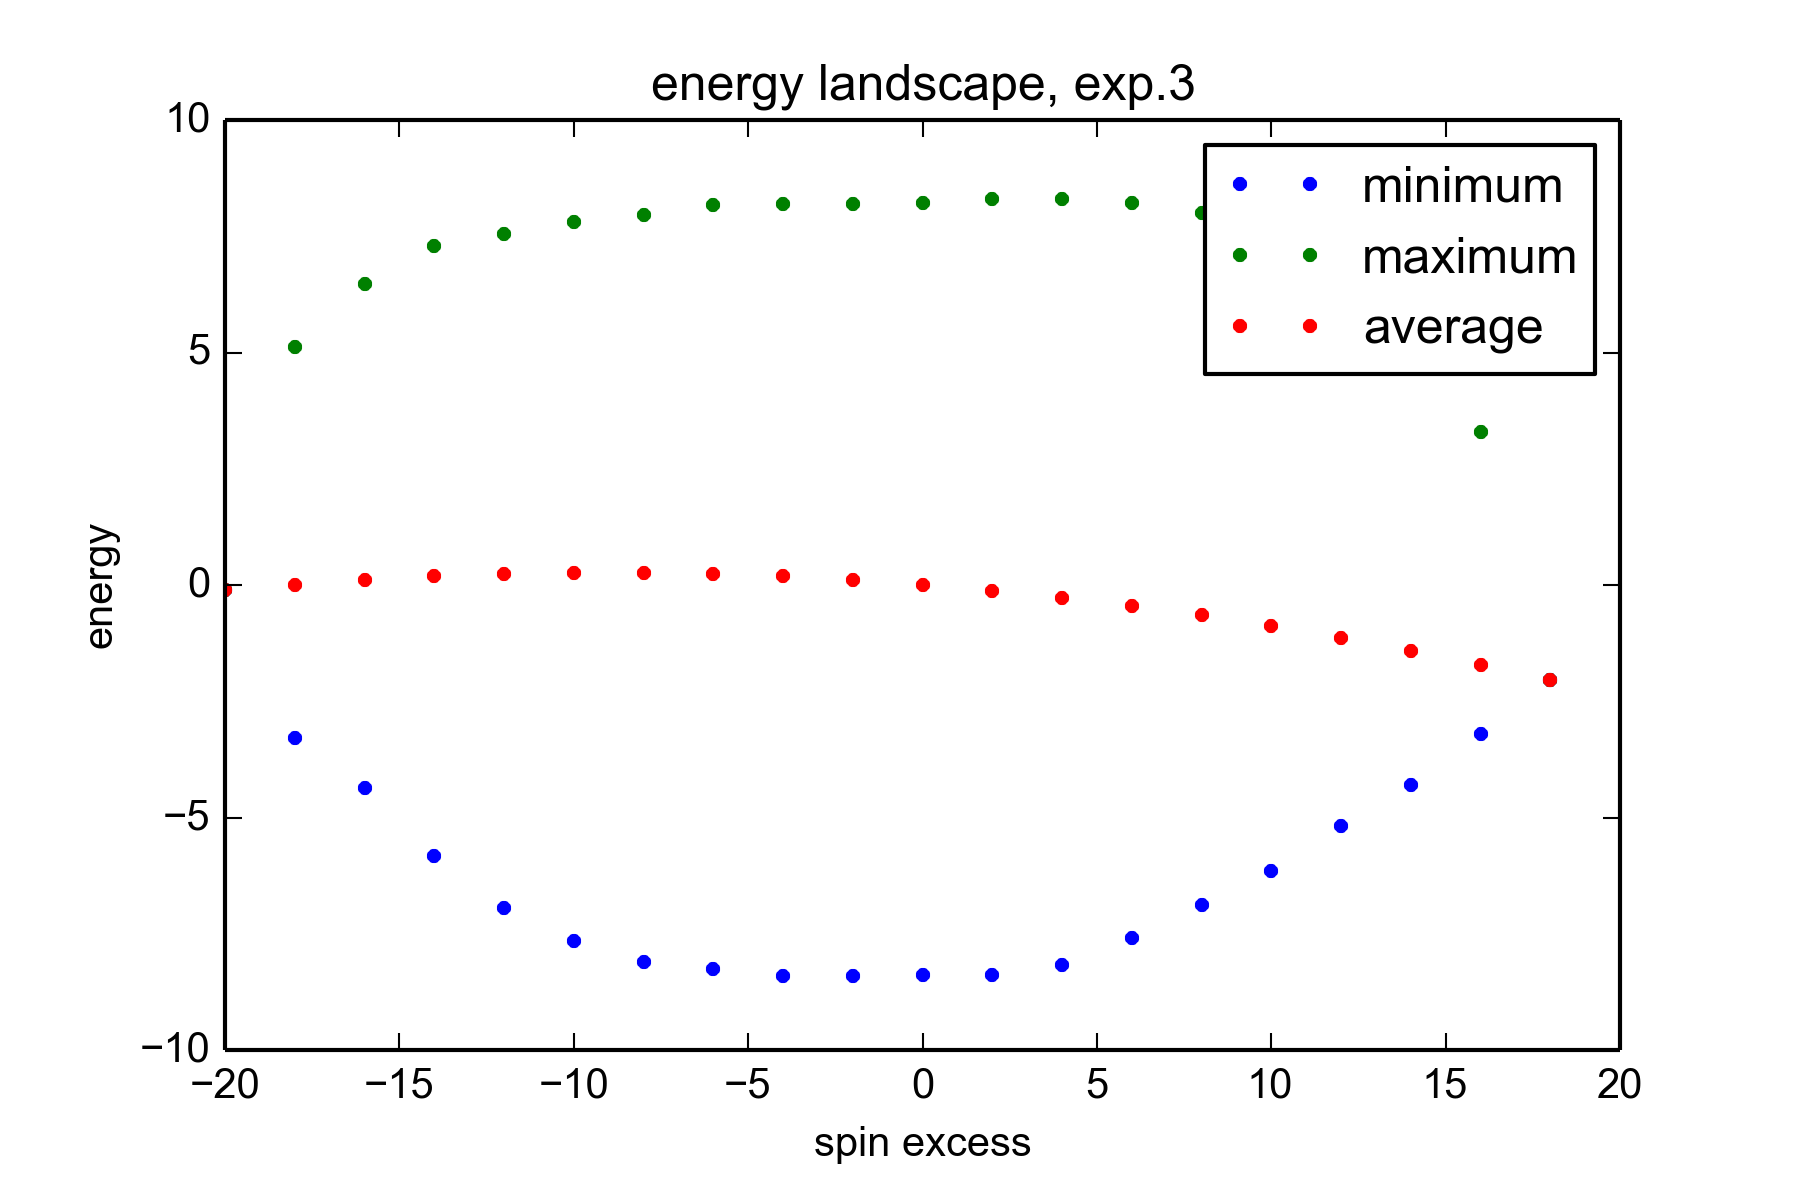 energy landscape, exp.3
10
5
0
−5
−10
energy
minimum
maximum
average
−20 −15 −10 −5 0 5 10 15 20
spin excess